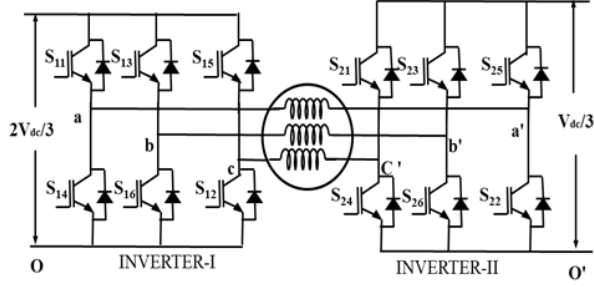 S11
S13
S15
S21
S23
S25
2Vdc/3
Vdc/3
a
b
c
a'
b'
C'
S14
S16
S12
S24
S26
S22
O
INVERTER-I
INVERTER-II
O'